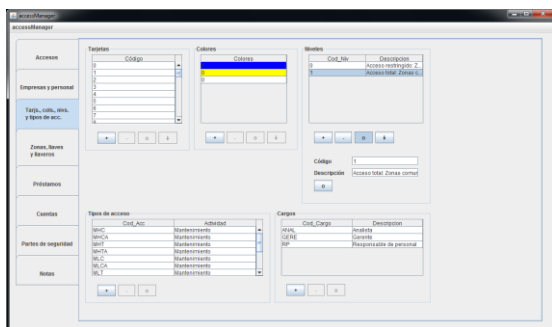 accessManager
accessManager
Accesos
Empresas y personal
Tarjs., cols., nivs.
y tipos de acc.
Zonas, llaves
y llaveros
Préstamos
Cuentas
Partes de seguridad
Notas
Tarjetas
Código
0
1
2
3
4
5
6
7
Colores
Colores
0
0
Niveles
Cod_Niv
Descripcion
0
Acceso restringido: Z...
1
Acceso total: Zonas c...
Código
1
Descripción
Acceso total: Zonas comu
Tipos de acceso
Cod_Acc
Actividad
MHC
Mantenimiento
MHCA
Mantenimiento
MHT
Mantenimiento
MHTA
Mantenimiento
MLC
Mantenimiento
MLCA
Mantenimiento
MLT
Mantenimiento
Cargos
Cod_Cargo
Descripcion
ANAL
Analista
GERE
Gerente
RP
Responsable de personal